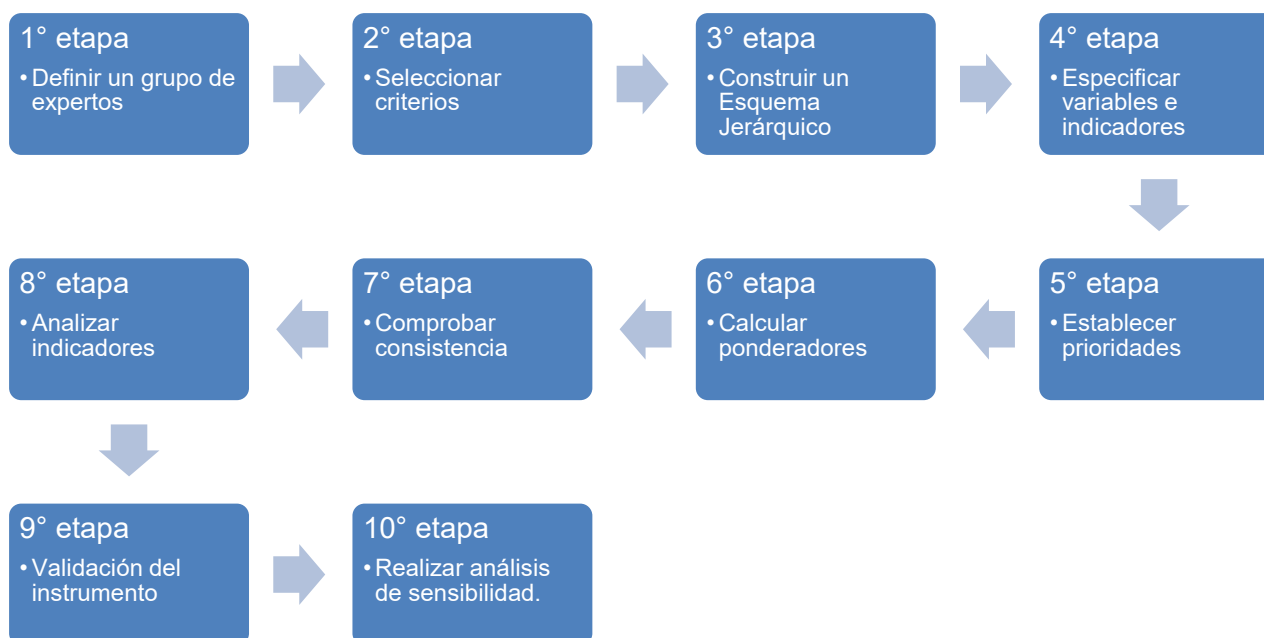 1° etapa
• Definir un grupo de
expertos
2° etapa
• Seleccionar
criterios
3° etapa
• Construir un
Esquema
Jerárquico
4° etapa
• Especificar
variables e
indicadores
5° etapa
• Establecer
prioridades
6° etapa
• Calcular
ponderadores
7° etapa
• Comprobar
consistencia
8° etapa
• Analizar
indicadores
9° etapa
• Validación del
instrumento
10° etapa
• Realizar análisis
de sensibilidad.